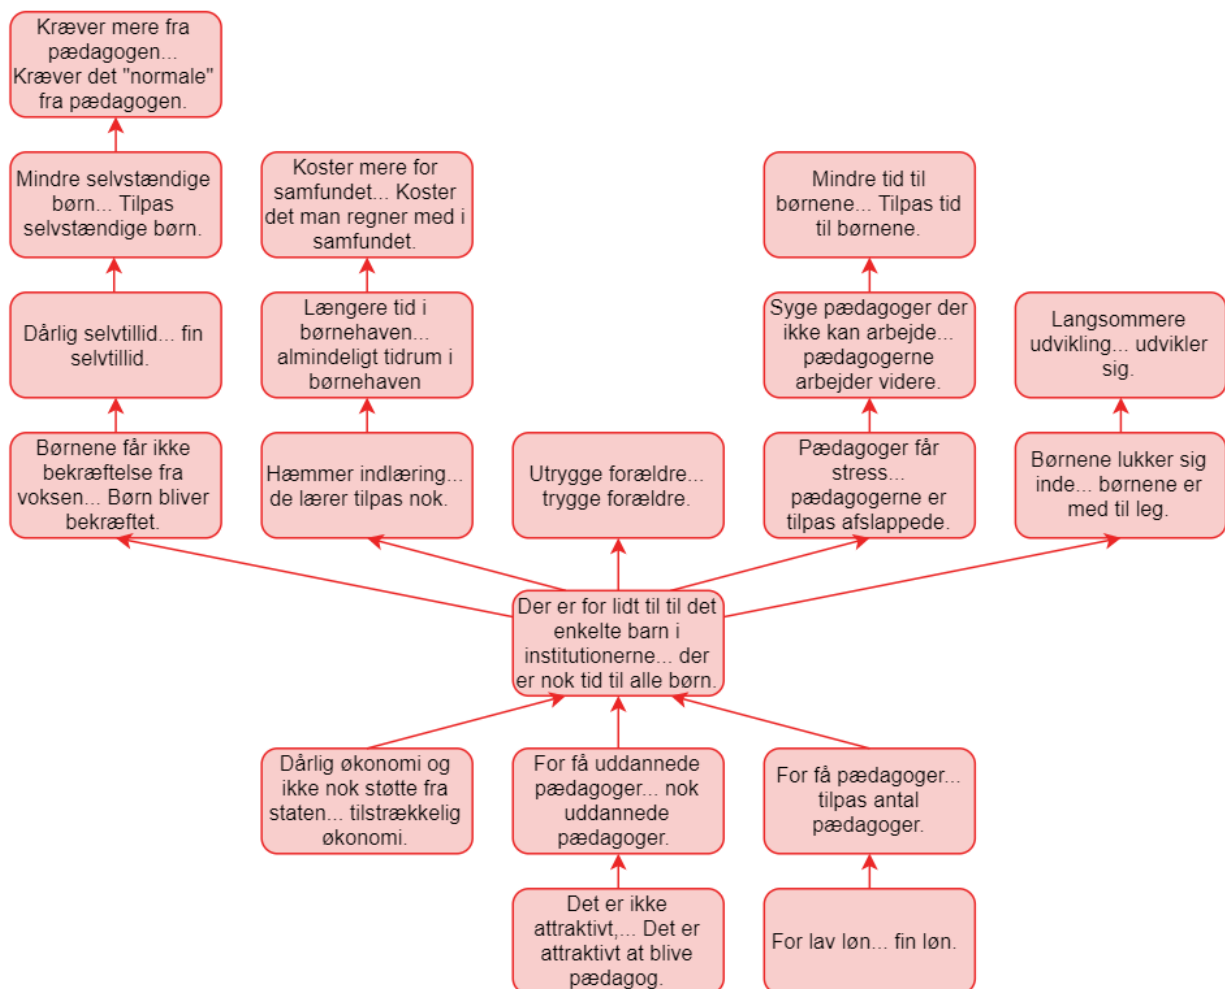 Kræver mere fra
pædagogen...
Kræver det "normale"
fra pædagogen.
Mindre selvstændige
børn... Tilpas
selvstændige børn.
Koster mere for
samfundet... Koster
det man regner med i
samfundet.
Mindre tid til
børnene... Tilpas tid
til børnene.
Dårlig selvtillid... fin
selvtillid.
Længere tid i
børnehaven...
almindeligt tidrum i
børnehaven
Syge pædagoger der
ikke kan arbejde...
pædagogerne
arbejder videre.
Langsommere
udvikling... udvikler
sig.
Børnene får ikke
bekræftelse fra
voksen... Børn bliver
bekræftet.
Hæmmer indlæring...
de lærer tilpas nok.
Utrygge forældre...
trygge forældre.
Pædagoger får
stress...
pædagogerne er
tilpas afslappede.
Børnene lukker sig
inde... børnene er
med til leg.
Der er for lidt til til det
enkelte barn i
institutionerne... der
er nok tid til alle børn.
Dårlig økonomi og
ikke nok støtte fra
staten... tilstrækkelig
økonomi.
For få uddannede
pædagoger... nok
uddannede
pædagoger.
For få pædagoger...
tilpas antal
pædagoger.
Det er ikke
attraktivt,... Det er
attraktivt at blive
pædagog.
For lav løn... fin løn.